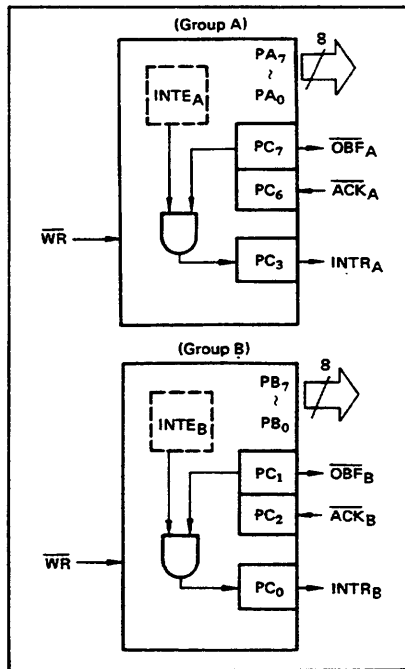 (Group A)
8
PA7
~
PA0
INTEA
PC7
OBFA
PC6
ACKA
WR
PC3
INTRA
(Group B)
8
PB7
~
PB0
INTEB
PC1
OBFB
PC2
ACKB
WR
PC0
INTRB